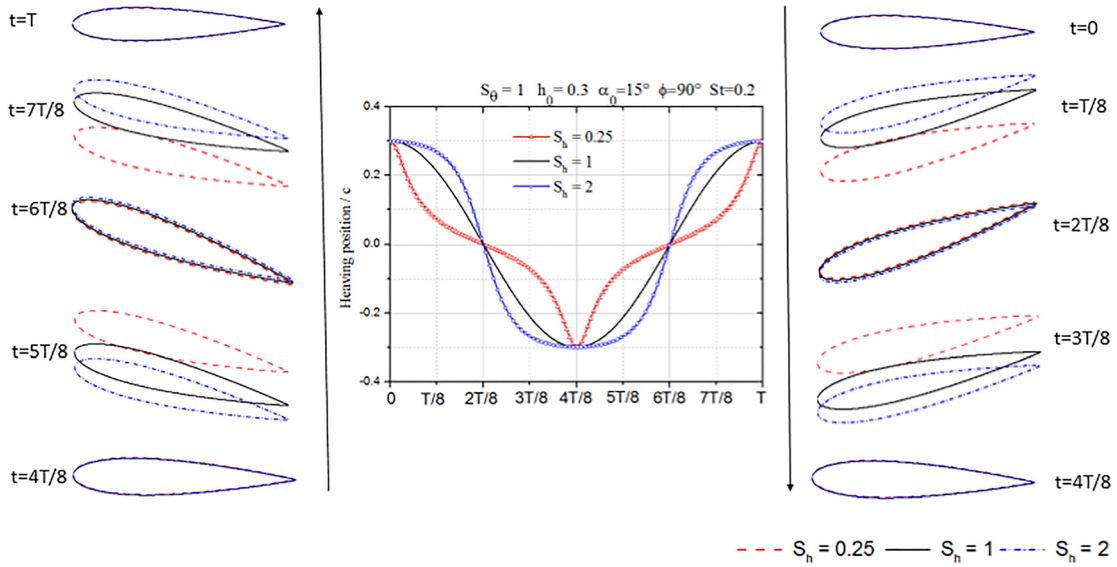 t=T
t=7T/8
t=6T/8
t=5T/8
t=4T/8
Sθ = 1 h0 = 0.3 α0=15° ϕ=90° St=0.2
Heaving position / c
0.4
0.2
0.0
-0.2
-0.4
Sh = 0.25
Sh = 1
Sh = 2
0 T/8 2T/8 3T/8 4T/8 5T/8 6T/8 7T/8 T
t=0
t=T/8
t=2T/8
t=3T/8
t=4T/8
Sh = 0.25 Sh = 1 Sh = 2